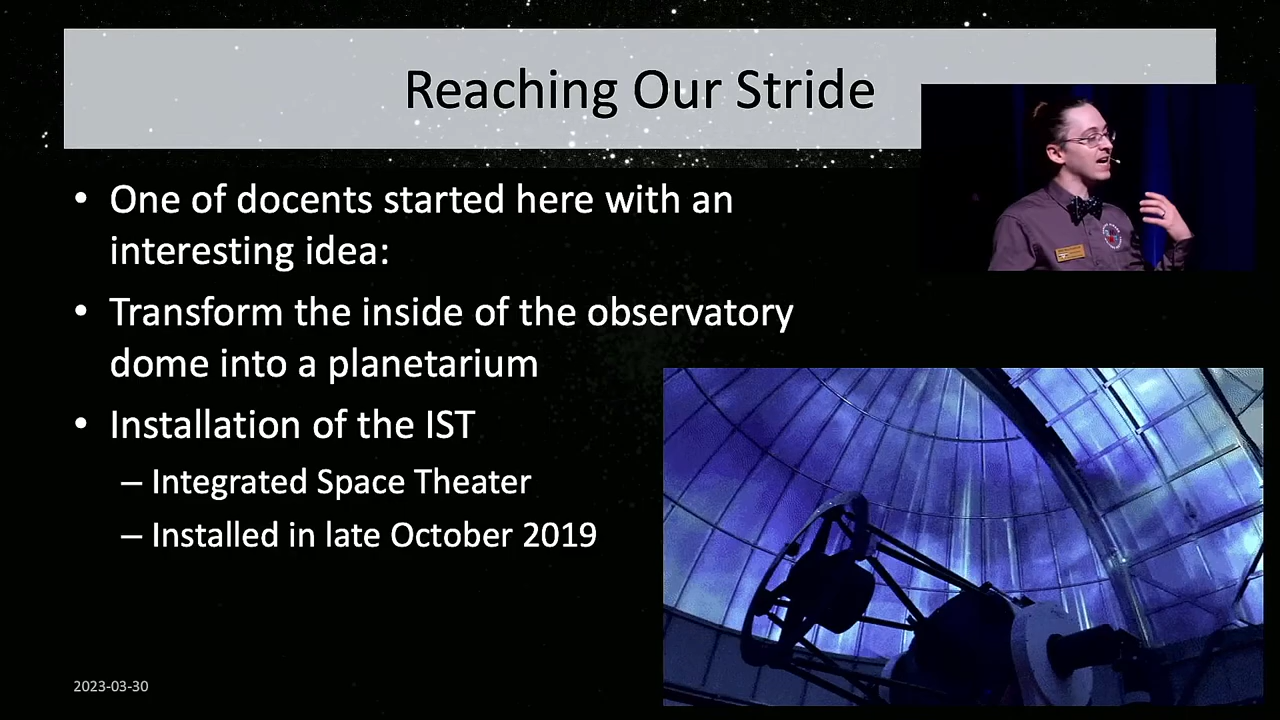 Reaching Our Stride
• One of docents started here with an
interesting idea:
• Transform the inside of the observatory
dome into a planetarium
• Installation of the IST
– Integrated Space Theater
– Installed in late October 2019
2023-03-30